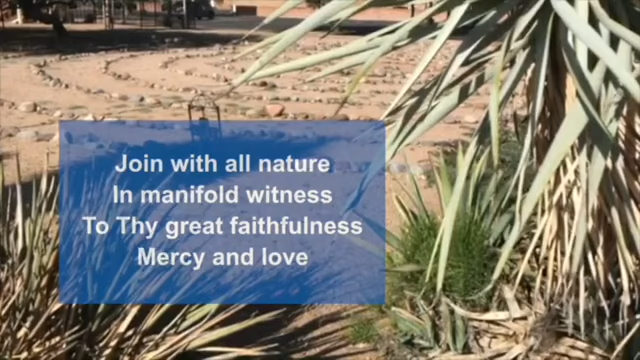 Join with all nature
In manifold witness
To Thy great faithfulness
Mercy and love